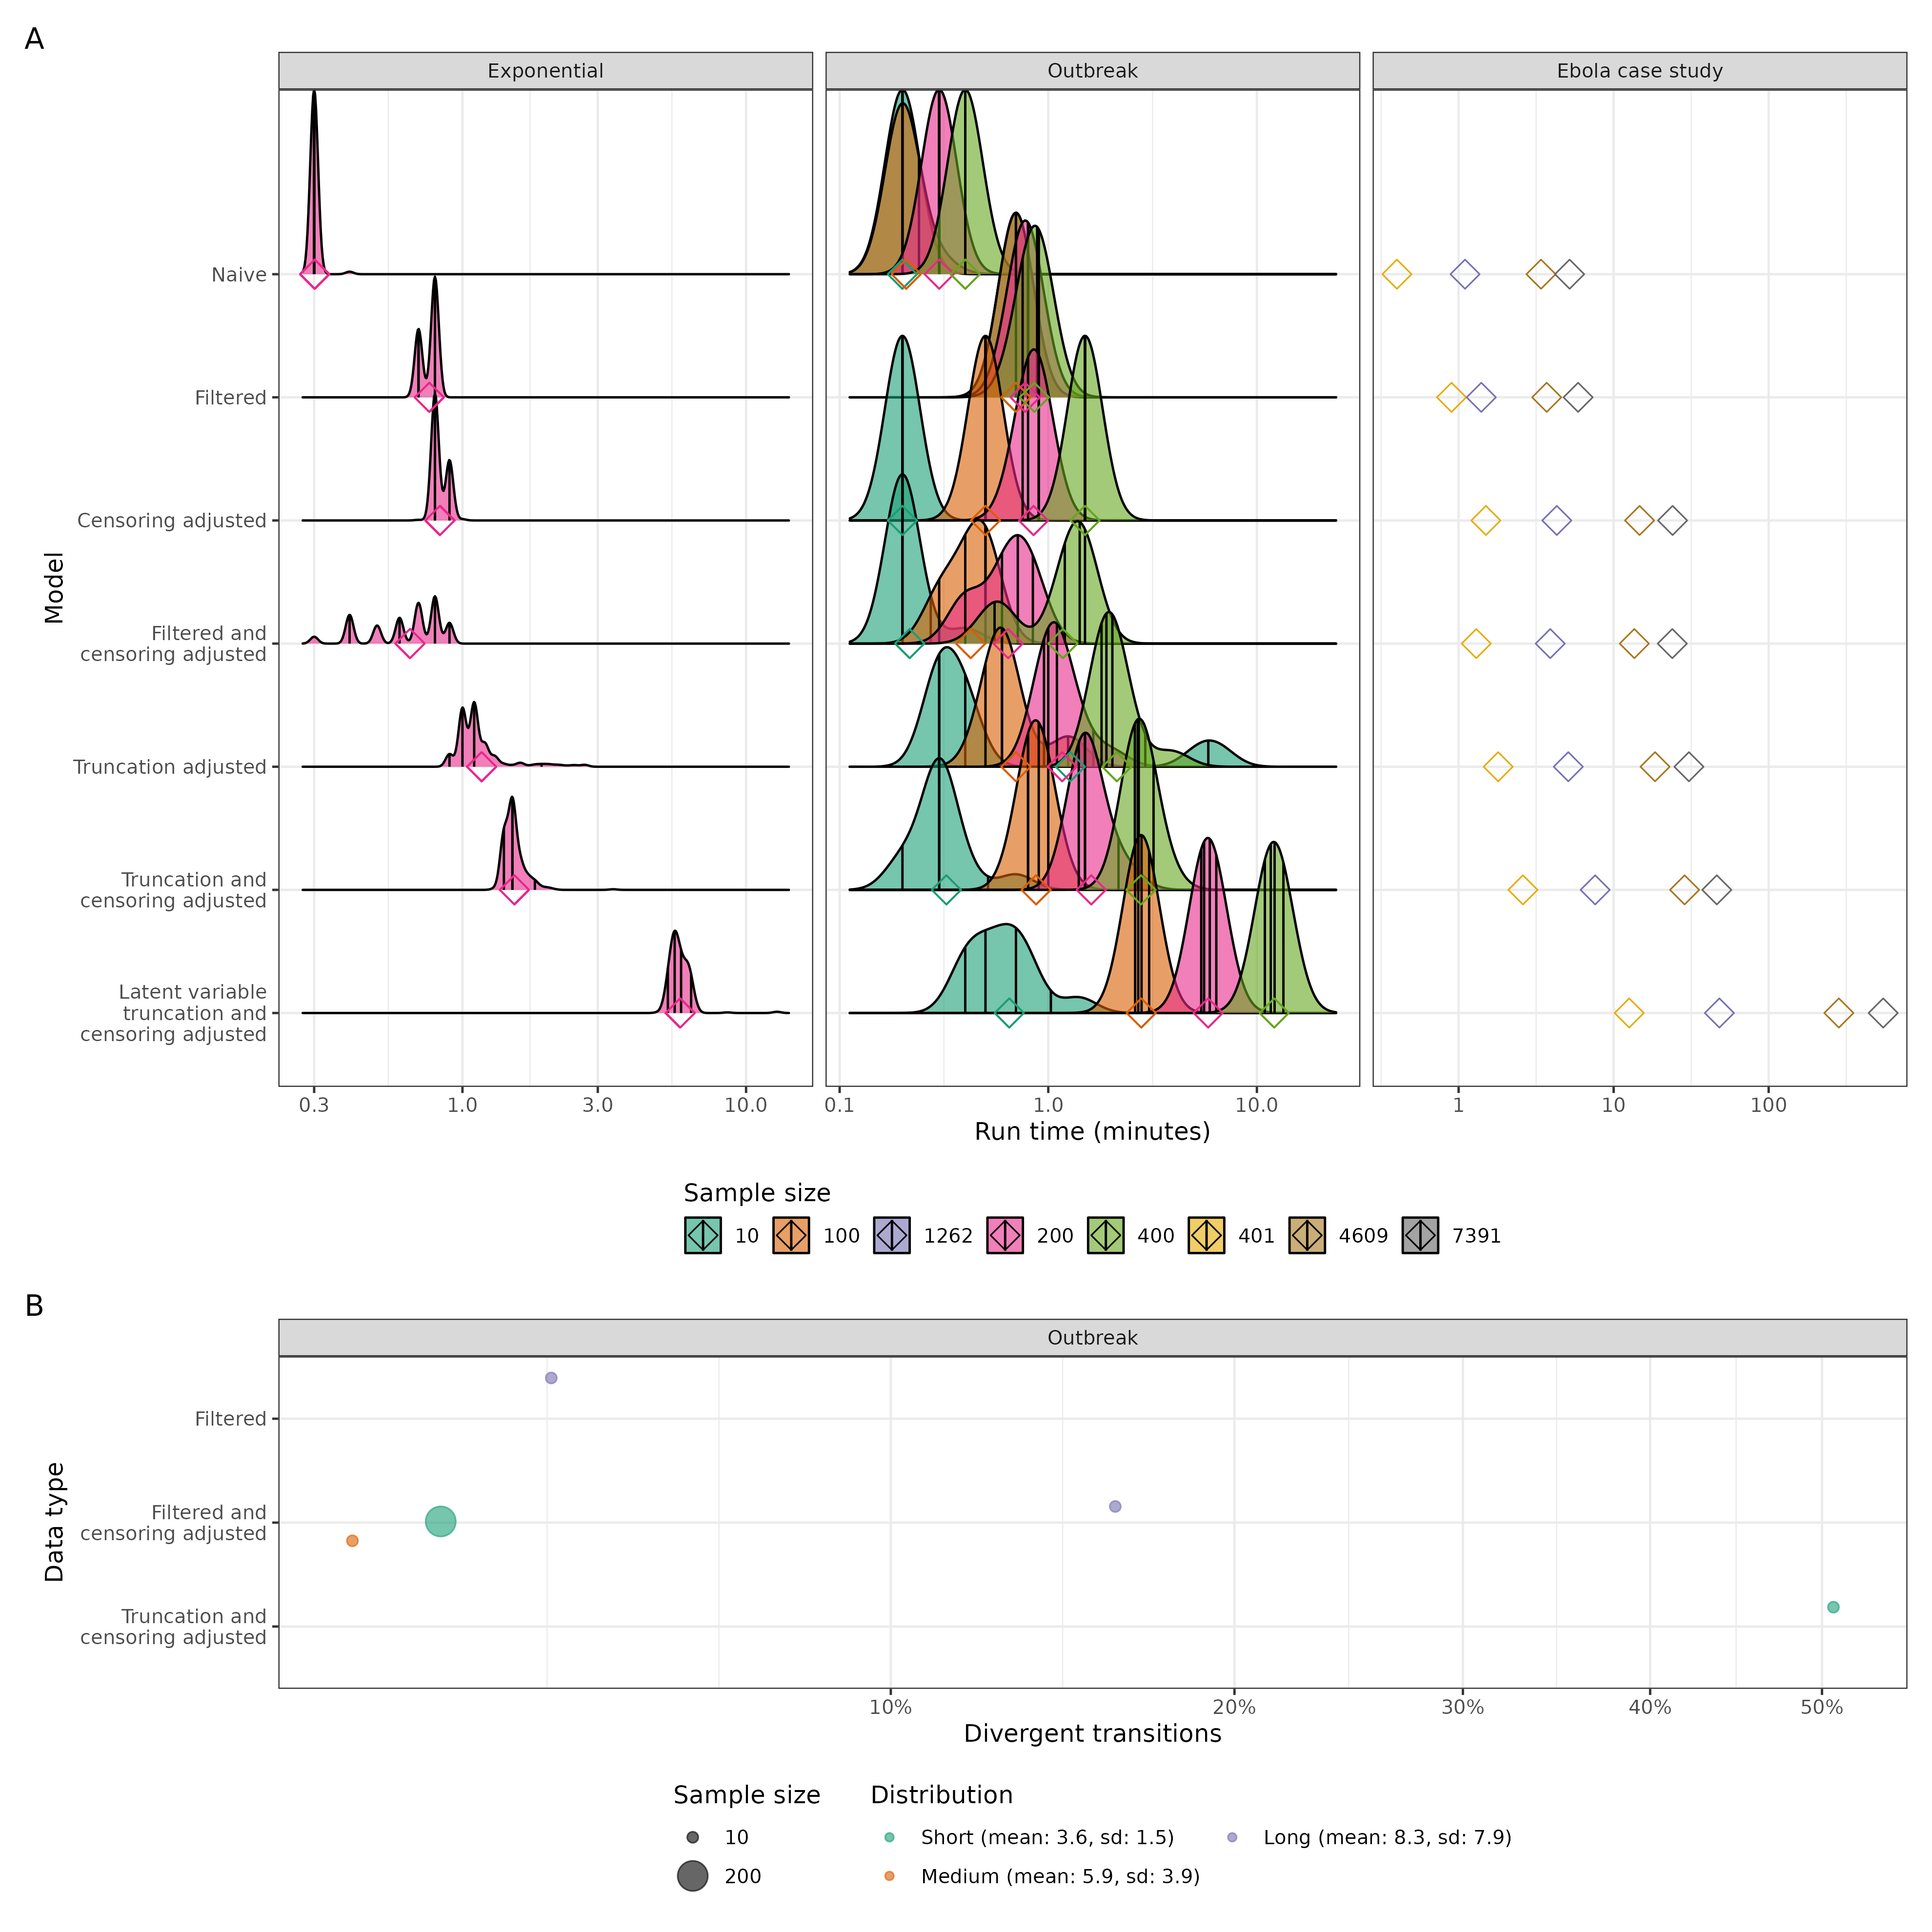 A
Exponential
Outbreak
Ebola case study
Model
Naive
Filtered
Censoring adjusted
Filtered and
censoring adjusted
Truncation adjusted
Truncation and
censoring adjusted
Latent variable
truncation and
censoring adjusted
0.3 1.0 3.0 10.0
0.1 1.0 10.0
1 10 100
Run time (minutes)
Sample size
10 100 1262 200 400 401 4609 7391
B
Outbreak
Data type
Filtered
Filtered and
censoring adjusted
Truncation and
censoring adjusted
10% 20% 30% 40% 50%
Divergent transitions
Sample size
10
200
Distribution
Short (mean: 3.6, sd: 1.5)
Medium (mean: 5.9, sd: 3.9)
Long (mean: 8.3, sd: 7.9)